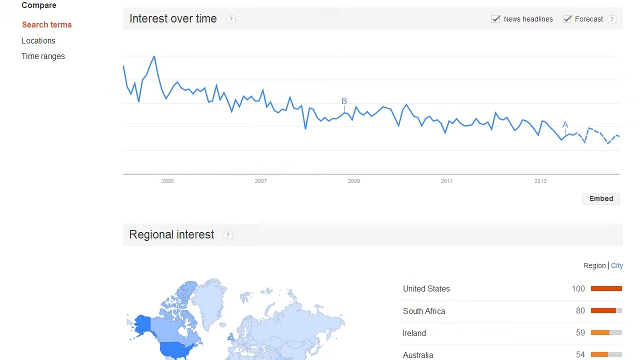 Compare
Search terms
Locations
Time ranges
Interest over time ?
News headlines
Forecast ?
B
A
2005
2007
2009
2011
2013
Embed
Regional interest ?
Region | City
United States 100
South Africa 80
Ireland 59
Australia 54